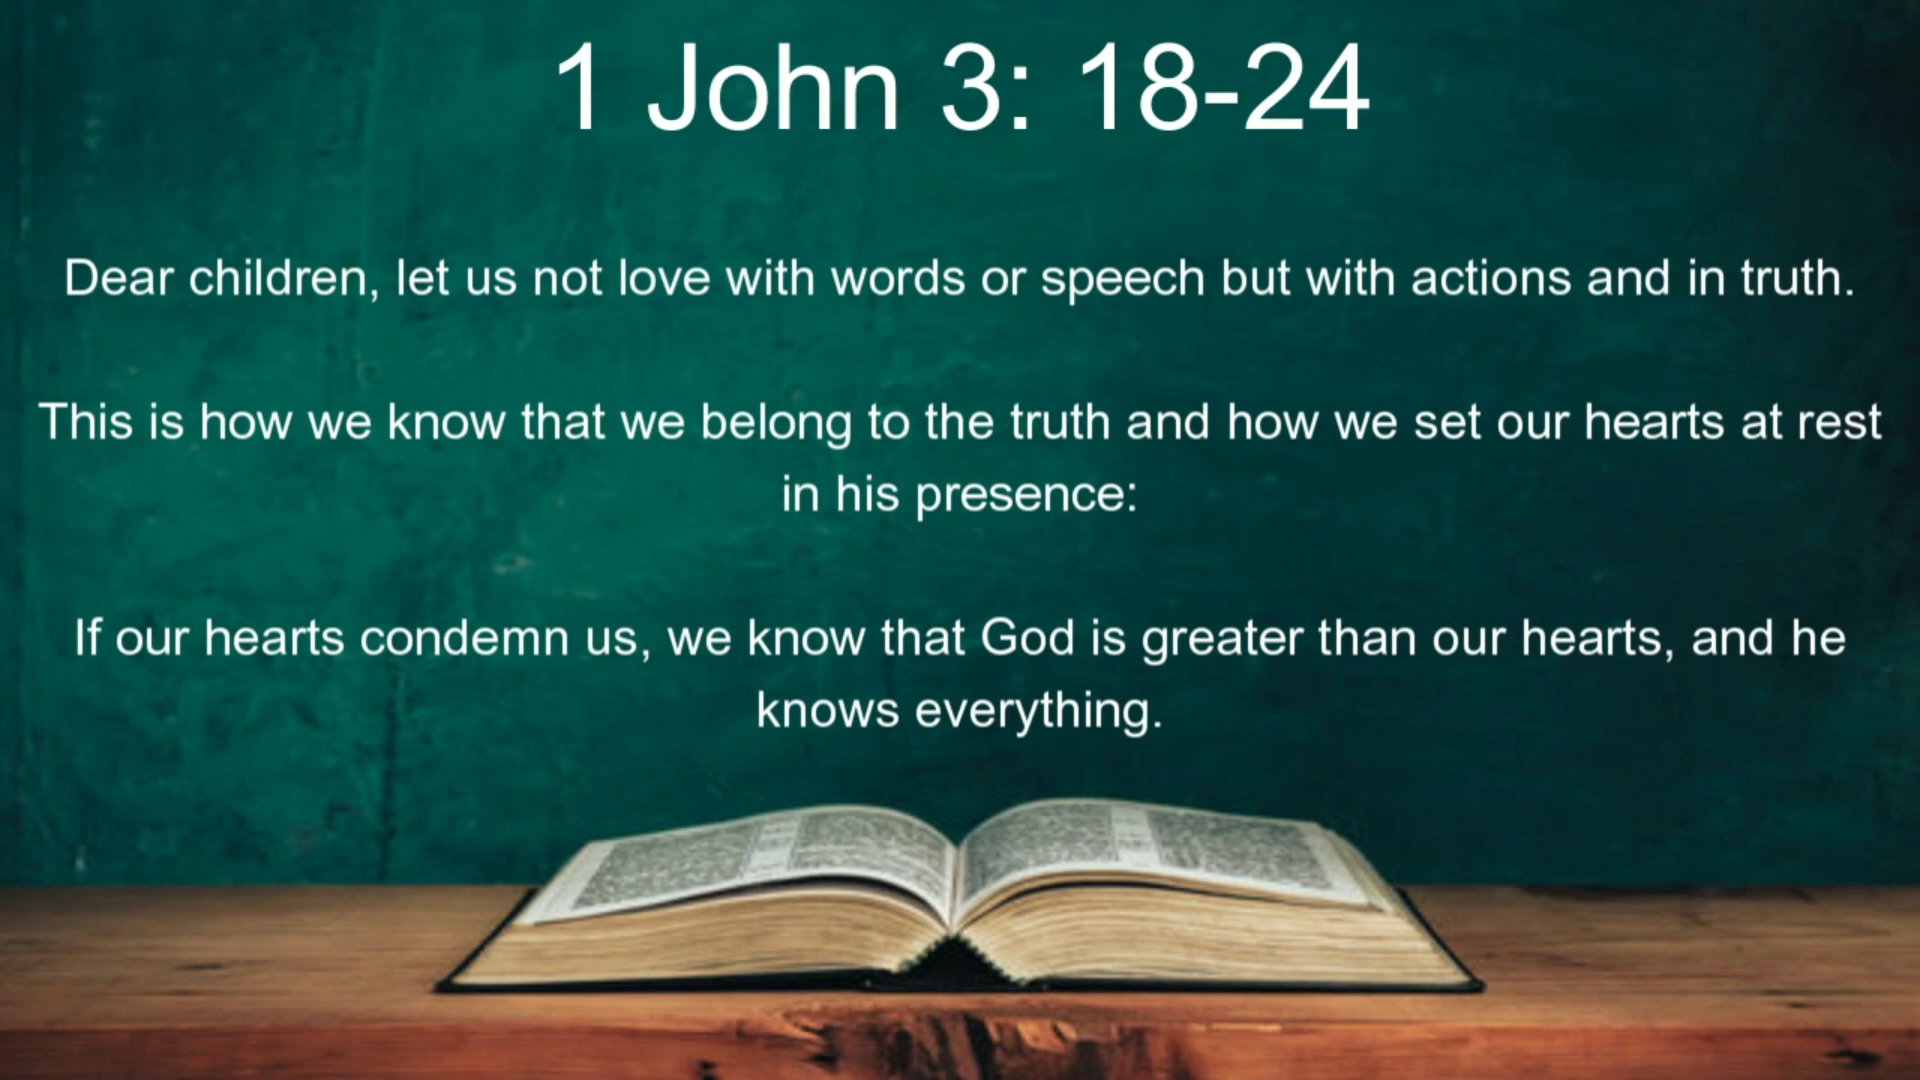 1 John 3: 18-24
Dear children, let us not love with words or speech but with actions and in truth.
This is how we know that we belong to the truth and how we set our hearts at rest
in his presence:
If our hearts condemn us, we know that God is greater than our hearts, and he
knows everything.